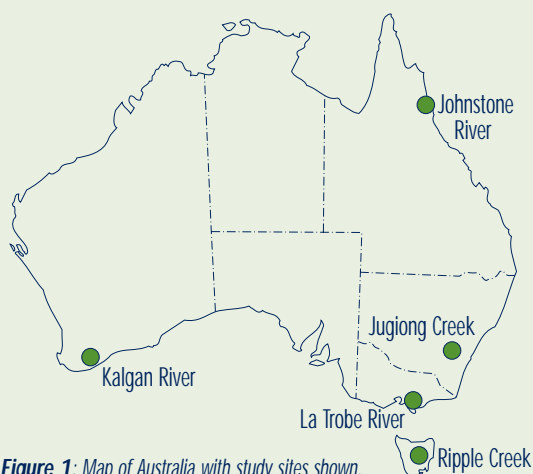 Johnstone
River
Jugiong Creek
Kalgan River
La Trobe River
Ripple Creek
Figure 1: Map of Australia with study sites shown.